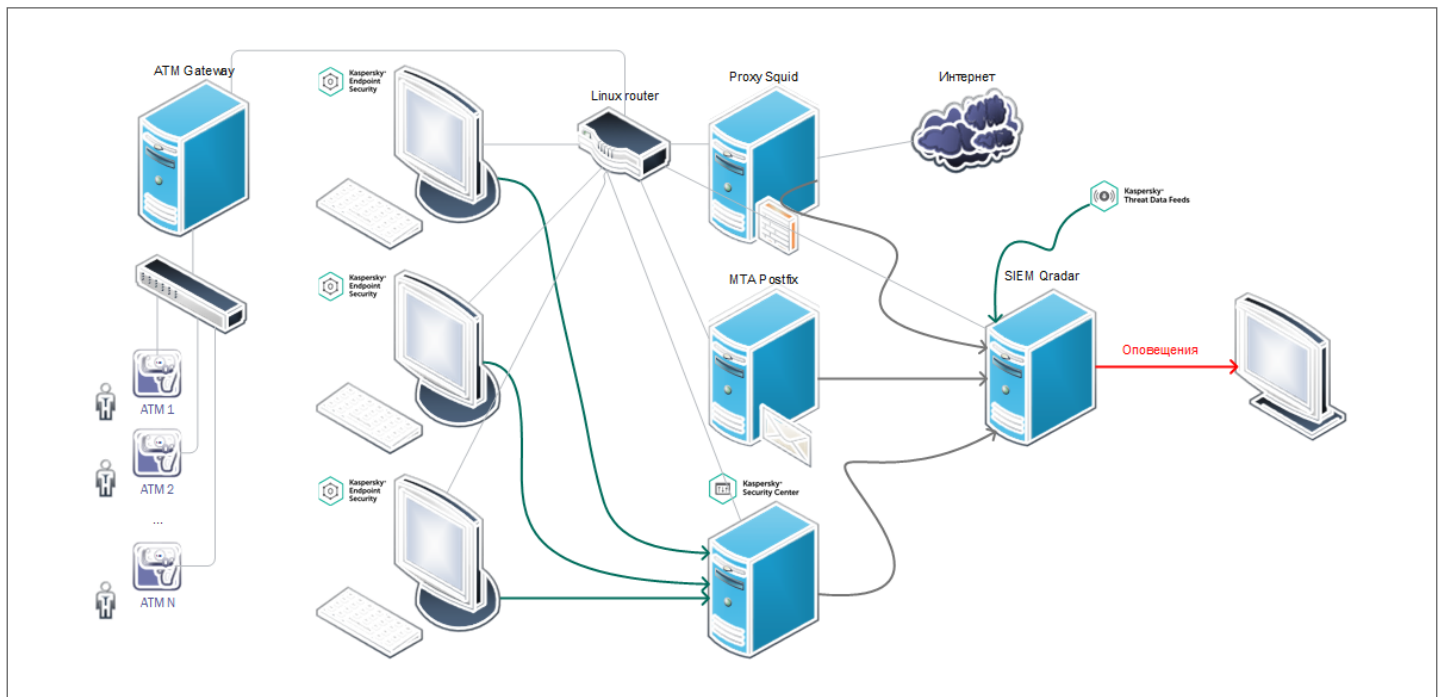 ATM Gateway
Kaspersky
Endpoint
Security
Linux router
Proxy Squid
Интернет
Kaspersky
Threat Data Feeds
Kaspersky
Endpoint
Security
MTA Postfix
SIEM Qradar
Оповещения
ATM 1
ATM 2
...
ATM N
Kaspersky
Endpoint
Security
Kaspersky
Security Center